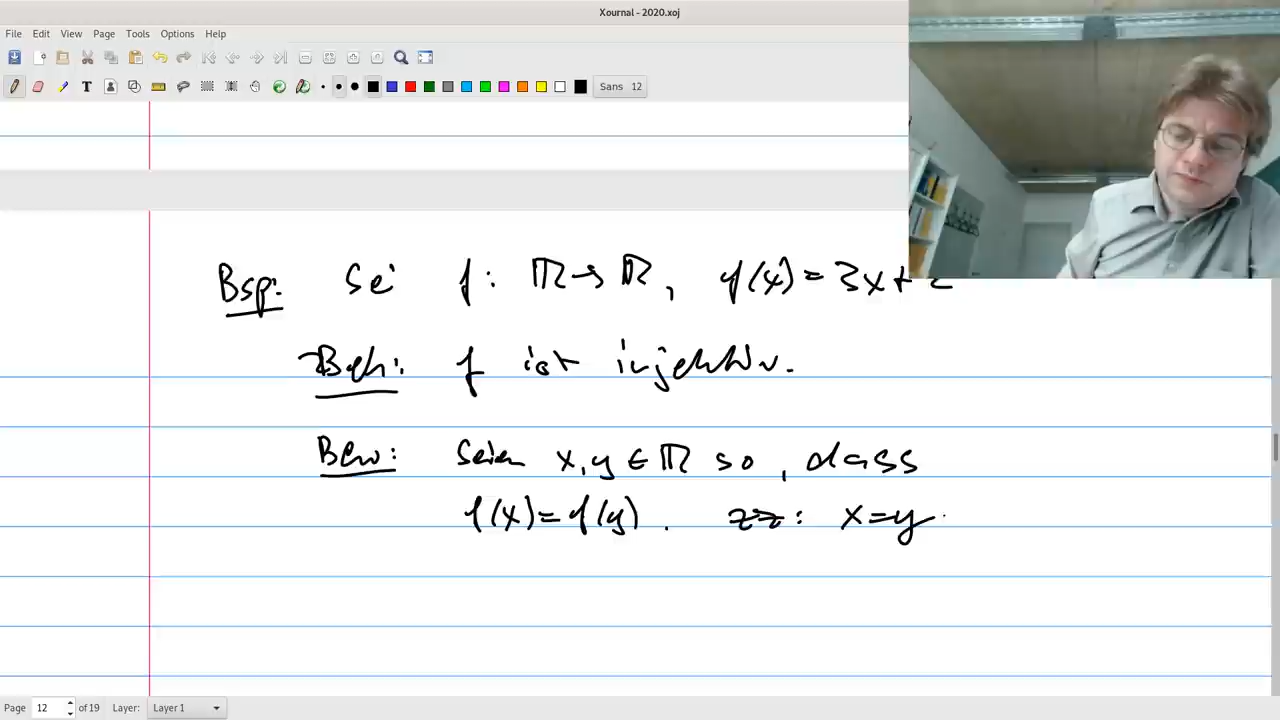 Xournal - 2020.xoj
File Edit View Page Tools Options Help
Sans 12
Bsp: Sei f: ℝ→ℝ, f(x)=3x+2
Beh: f ist injektiv.
Bew: Seien x,y ∈ ℝ so, dass
f(x)=f(y). zz: x=y.
Page 12 of 19 Layer: Layer 1